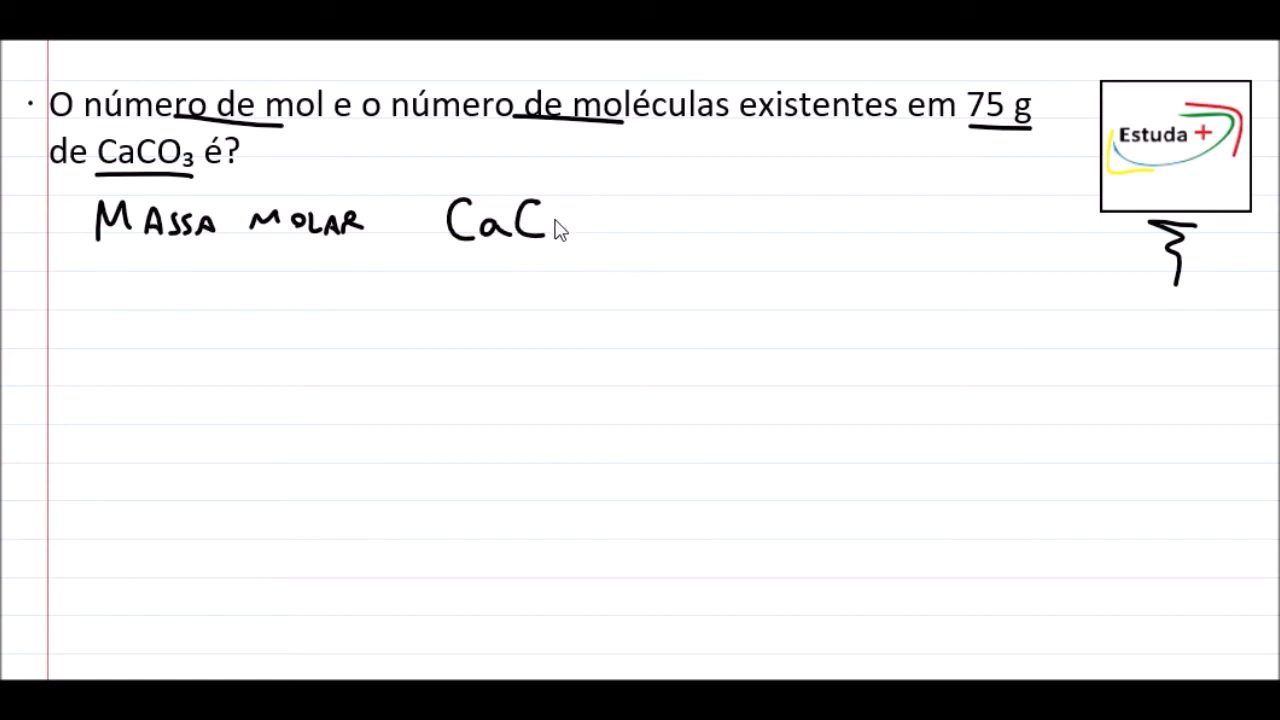 · O número de mol e o número de moléculas existentes em 75 g
de CaCO₃ é?
Estuda +
MASSA MOLAR CaC